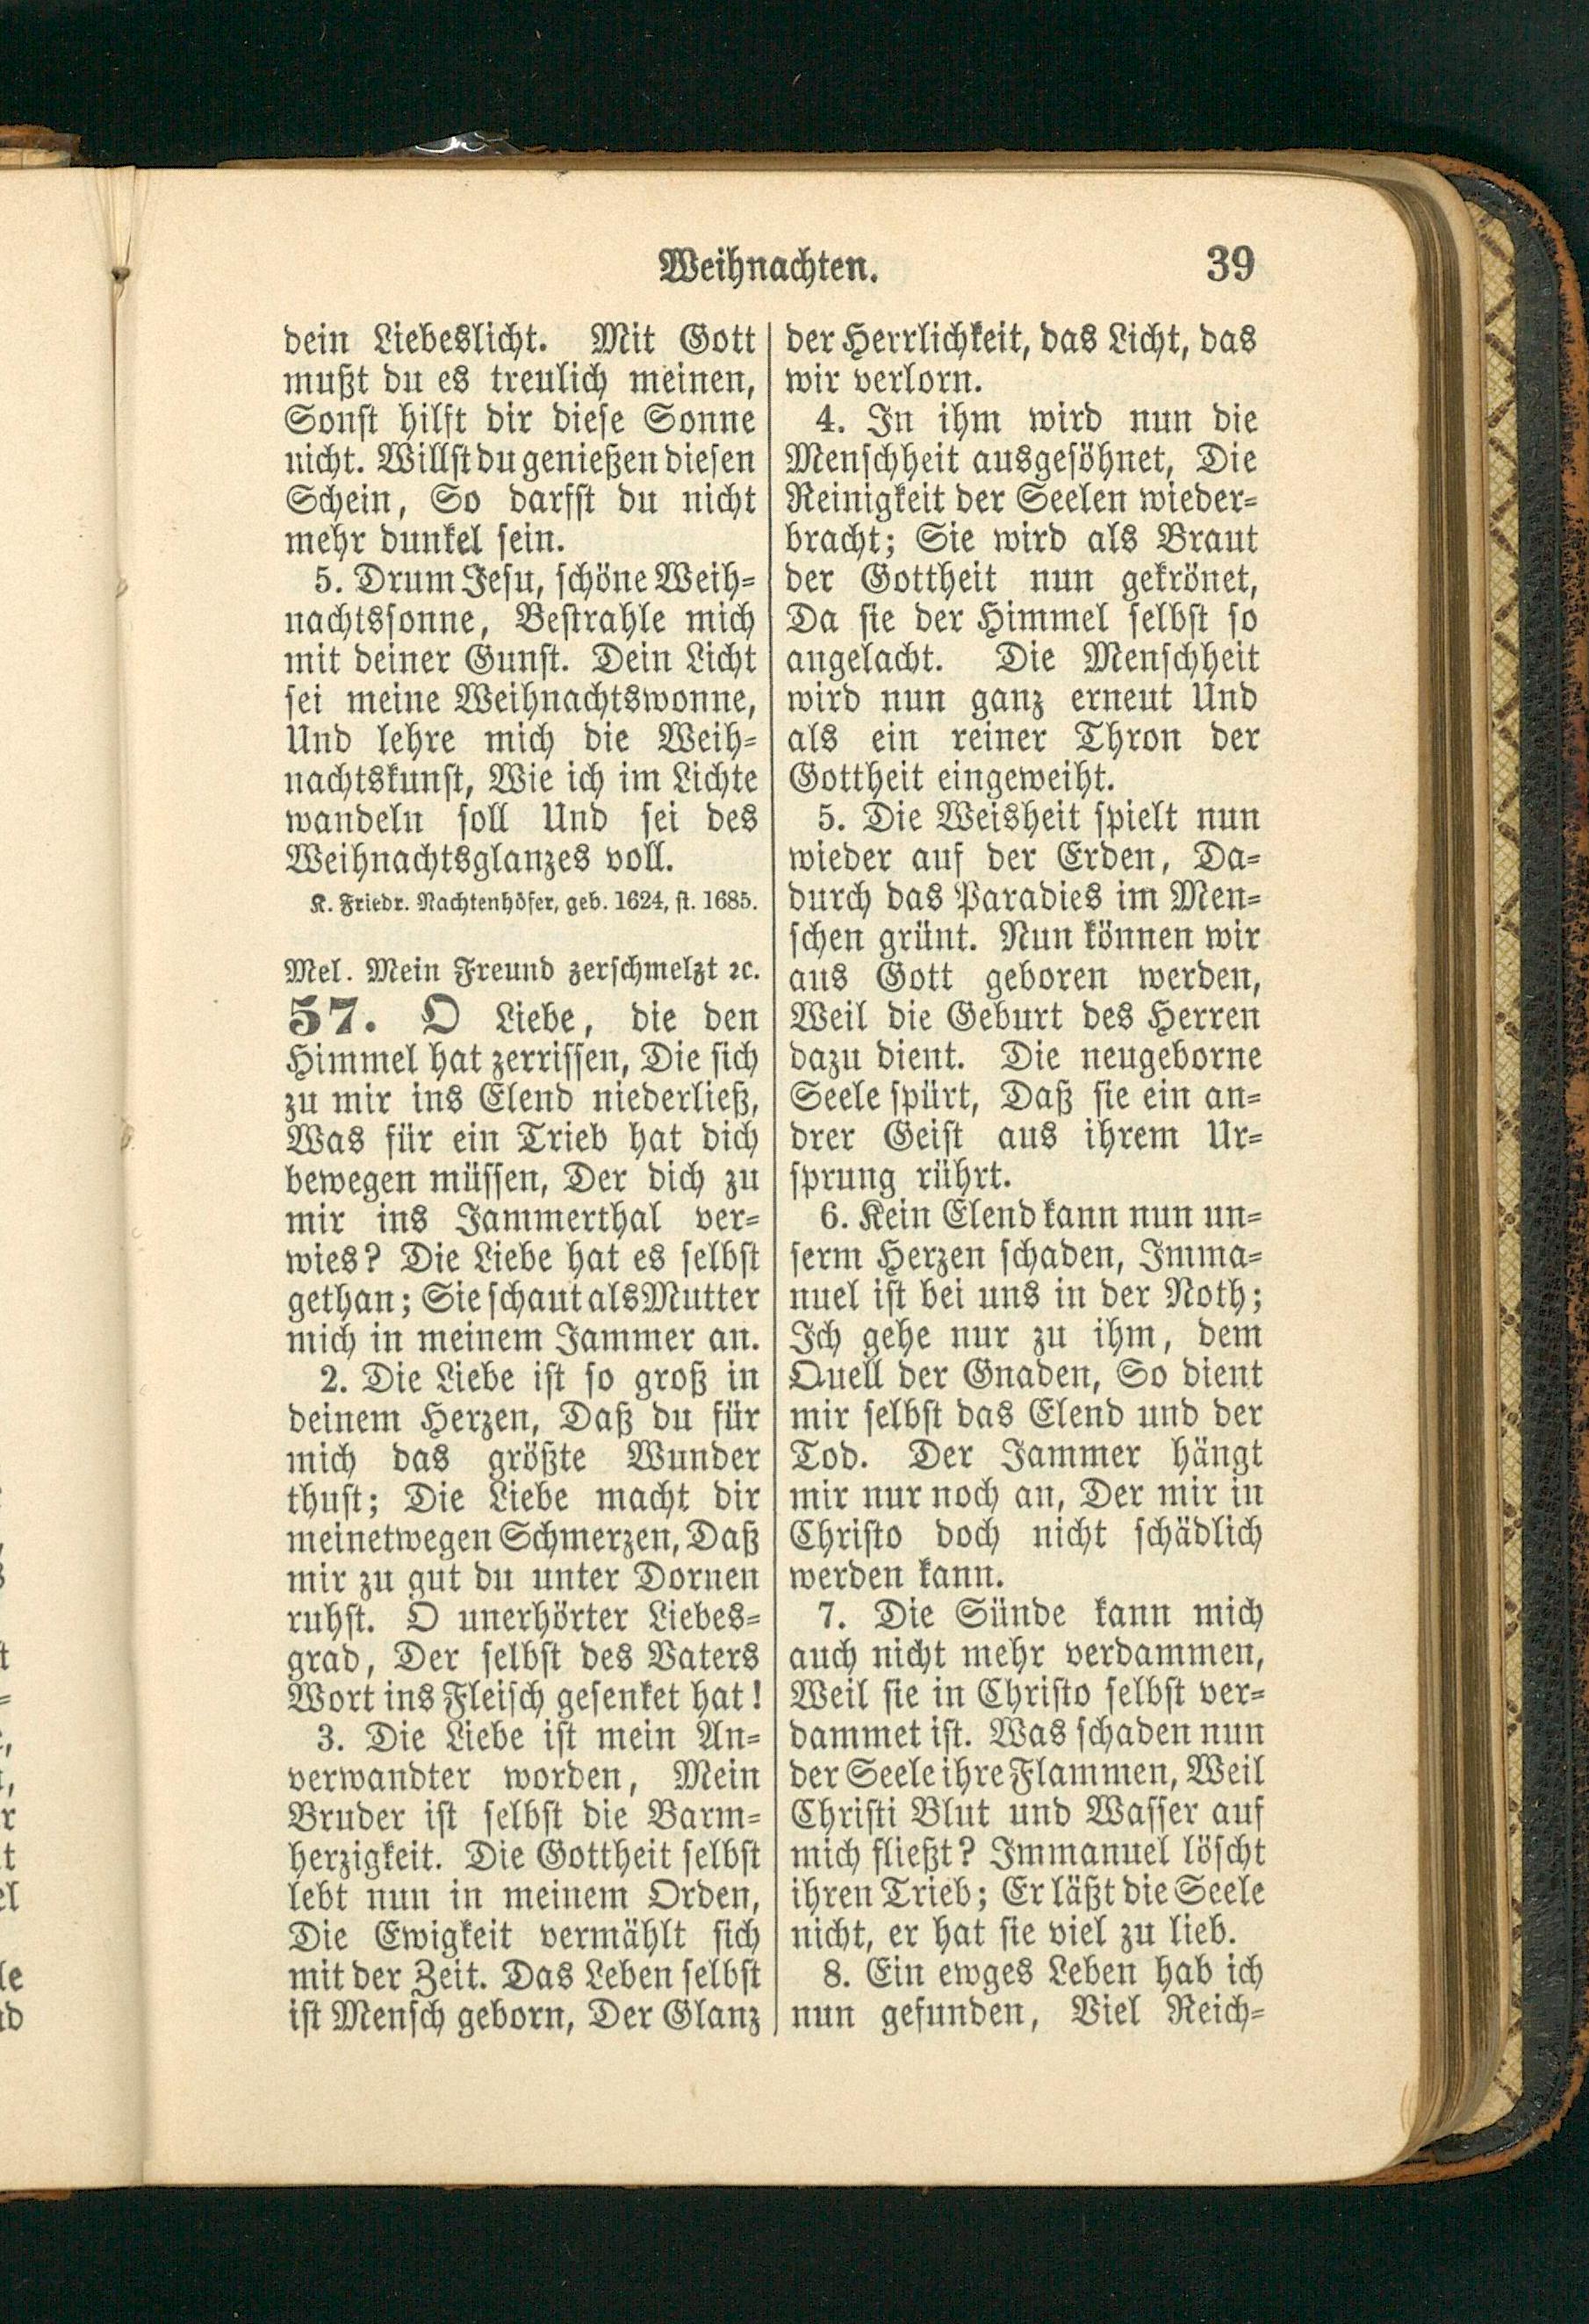 Weihnachten. 39
dein Liebeslicht. Mit Gott
mußt du es treulich meinen,
Sonst hilft dir diese Sonne
nicht. Willst du genießen diesen
Schein, So darfst du nicht
mehr dunkel sein.
5. Drum Jesu, schöne Weih-
nachtssonne, Bestrahle mich
mit deiner Gunst. Dein Licht
sei meine Weihnachtswonne,
Und lehre mich die Weih-
nachtskunst, Wie ich im Lichte
wandeln soll Und sei des
Weihnachtsglanzes voll.
K. Friedr. Nachtenhöfer, geb. 1624, st. 1685.
Mel. Mein Freund zerschmelzt ꝛc.
57. O Liebe, die den
Himmel hat zerrissen, Die sich
zu mir ins Elend niederließ,
Was für ein Trieb hat dich
bewegen müssen, Der dich zu
mir ins Jammerthal ver-
wies? Die Liebe hat es selbst
gethan; Sie schaut als Mutter
mich in meinem Jammer an.
2. Die Liebe ist so groß in
deinem Herzen, Daß du für
mich das größte Wunder
thust; Die Liebe macht dir
meinetwegen Schmerzen, Daß
mir zu gut du unter Dornen
ruhst. O unerhörter Liebes-
grad, Der selbst des Vaters
Wort ins Fleisch gesenket hat!
3. Die Liebe ist mein An-
verwandter worden, Mein
Bruder ist selbst die Barm-
herzigkeit. Die Gottheit selbst
lebt nun in meinem Orden,
Die Ewigkeit vermählt sich
mit der Zeit. Das Leben selbst
ist Mensch geborn, Der Glanz
der Herrlichkeit, das Licht, das
wir verlorn.
4. In ihm wird nun die
Menschheit ausgesöhnet, Die
Reinigkeit der Seelen wieder-
bracht; Sie wird als Braut
der Gottheit nun gekrönet,
Da sie der Himmel selbst so
angelacht. Die Menschheit
wird nun ganz erneut Und
als ein reiner Thron der
Gottheit eingeweiht.
5. Die Weisheit spielt nun
wieder auf der Erden, Da-
durch das Paradies im Men-
schen grünt. Nun können wir
aus Gott geboren werden,
Weil die Geburt des Herren
dazu dient. Die neugeborne
Seele spürt, Daß sie ein an-
drer Geist aus ihrem Ur-
sprung rührt.
6. Kein Elend kann nun un-
serm Herzen schaden, Imma-
nuel ist bei uns in der Noth;
Ich gehe nur zu ihm, dem
Quell der Gnaden, So dient
mir selbst das Elend und der
Tod. Der Jammer hängt
mir nur noch an, Der mir in
Christo doch nicht schädlich
werden kann.
7. Die Sünde kann mich
auch nicht mehr verdammen,
Weil sie in Christo selbst ver-
dammet ist. Was schaden nun
der Seele ihre Flammen, Weil
Christi Blut und Wasser auf
mich fließt? Immanuel löscht
ihren Trieb; Er läßt die Seele
nicht, er hat sie viel zu lieb.
8. Ein ewges Leben hab ich
nun gefunden, Viel Reich-